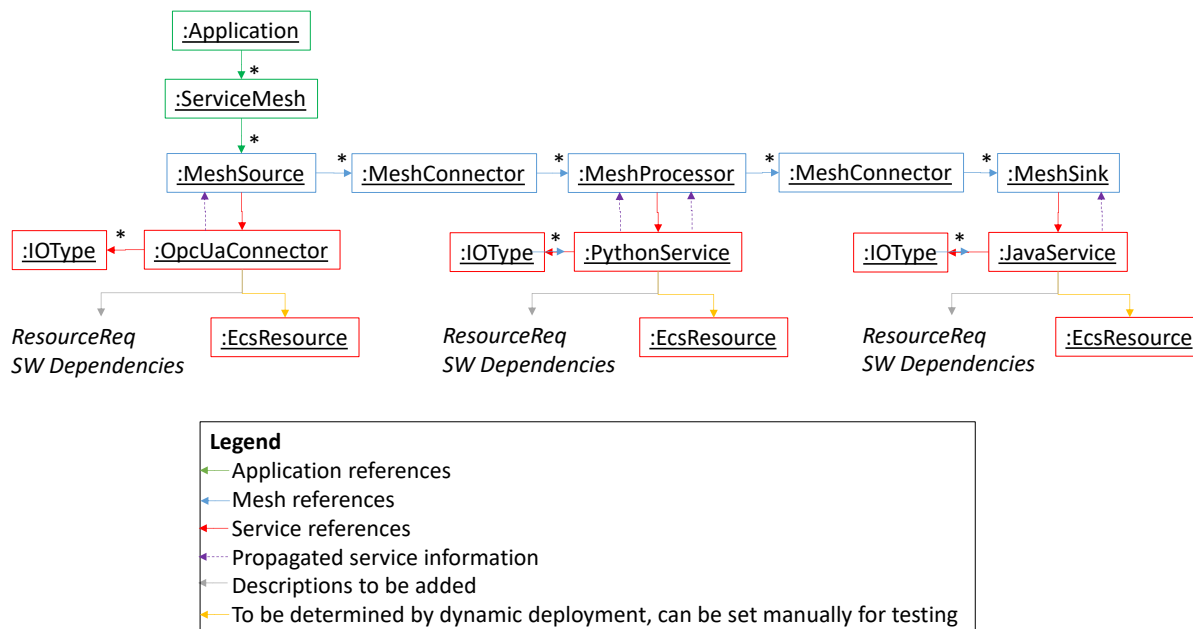 :Application
*
:ServiceMesh
*
:MeshSource
*
:MeshConnector
*
:MeshProcessor
*
:MeshConnector
*
:MeshSink
:IOType
*
:OpcUaConnector
:IOType
*
:PythonService
:IOType
*
:JavaService
ResourceReq
SW Dependencies
:EcsResource
ResourceReq
SW Dependencies
:EcsResource
ResourceReq
SW Dependencies
:EcsResource
Legend
Application references
Mesh references
Service references
Propagated service information
Descriptions to be added
To be determined by dynamic deployment, can be set manually for testing